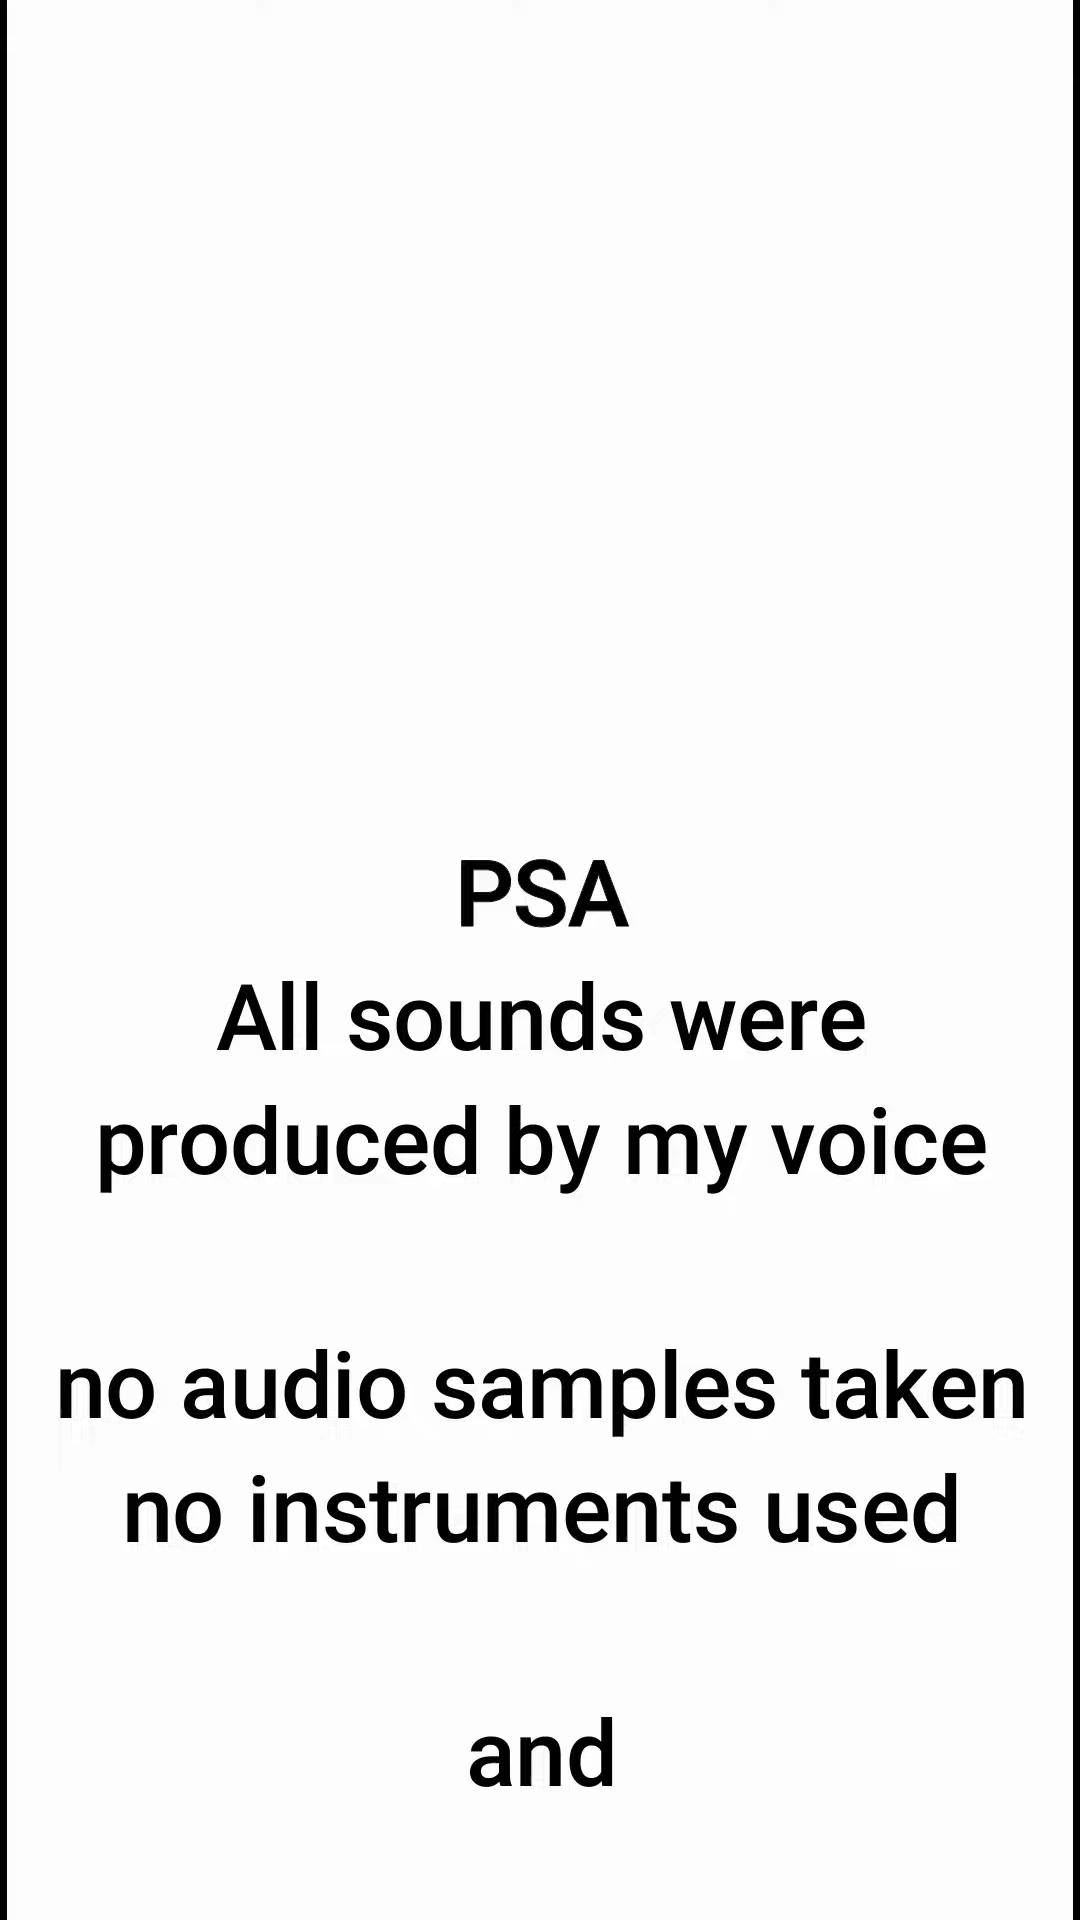 PSA
All sounds were
produced by my voice
no audio samples taken
no instruments used
and